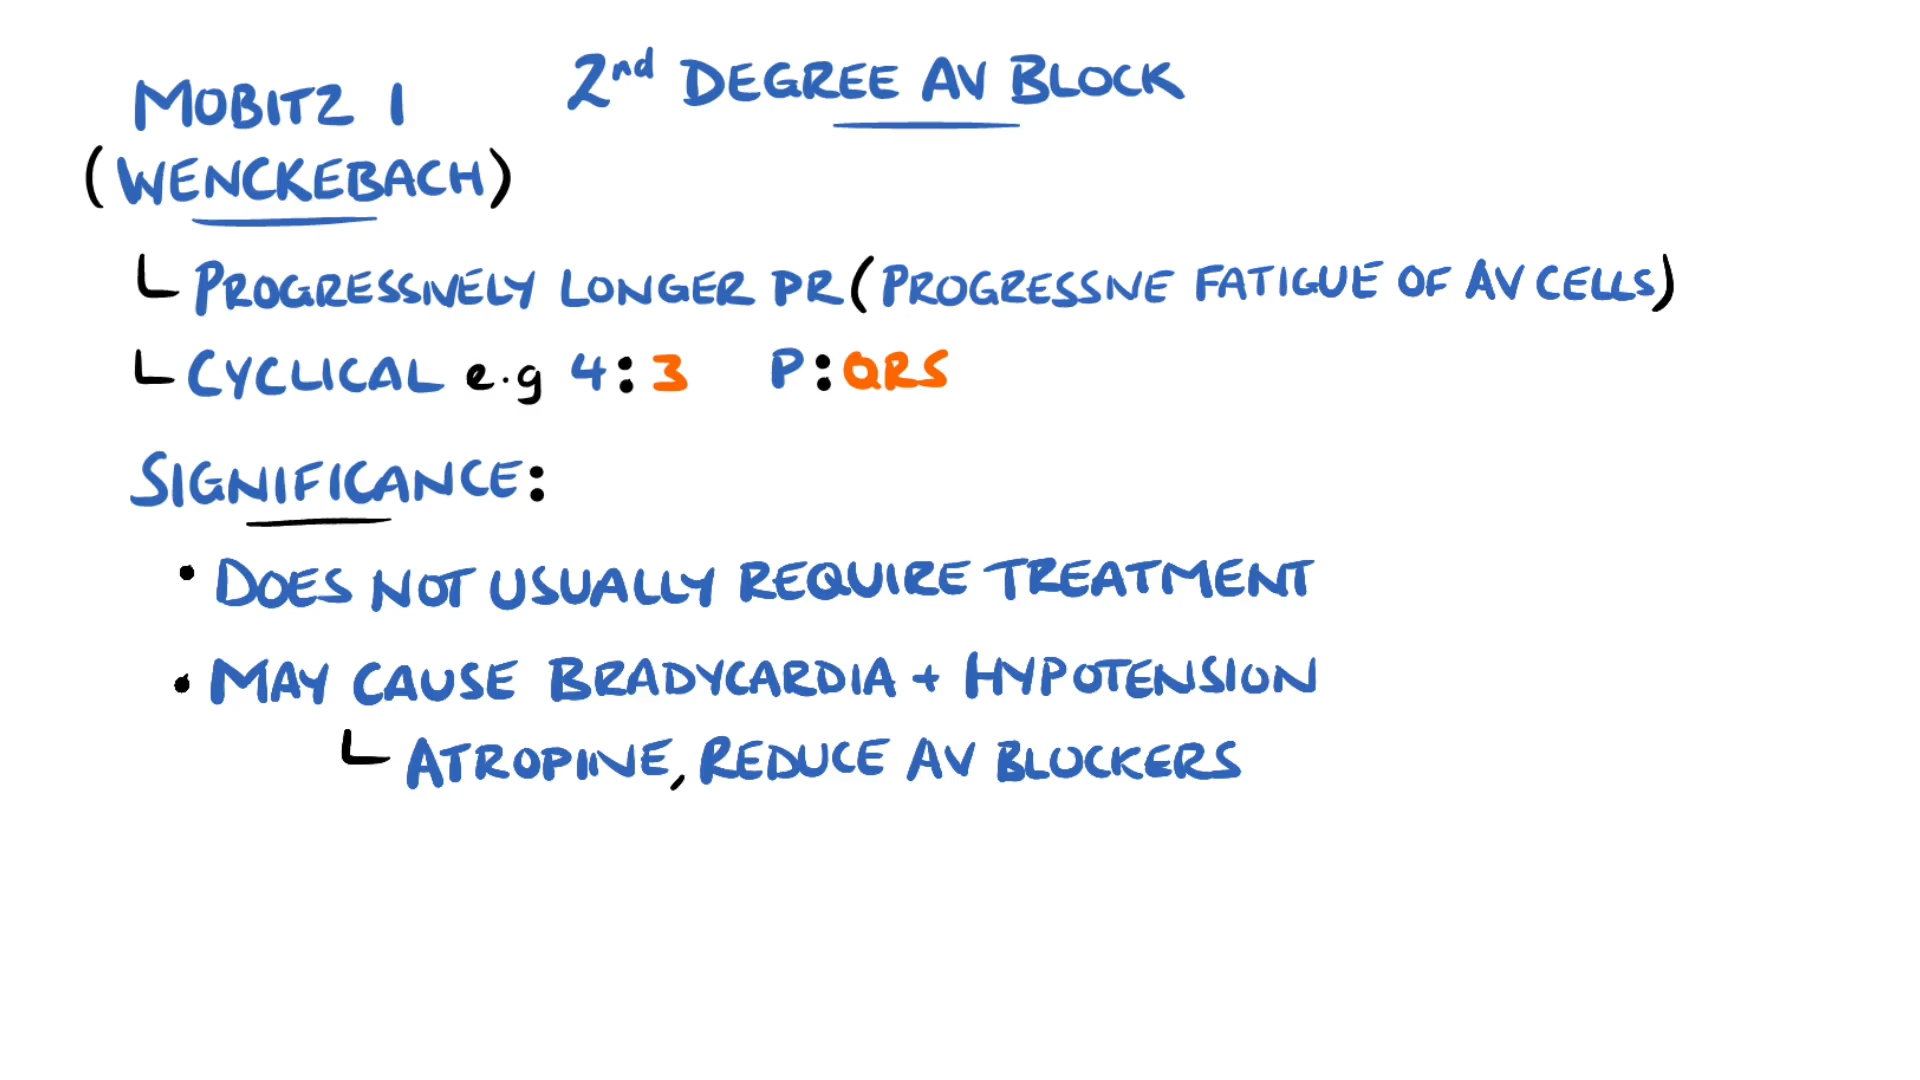 2nd DEGREE AV BLOCK
MOBITZ 1
(WENCKEBACH)
PROGRESSIVELY LONGER PR (PROGRESSIVE FATIGUE OF AV CELLS)
CYCLICAL e.g 4:3 P:QRS
SIGNIFICANCE:
• DOES NOT USUALLY REQUIRE TREATMENT
• MAY CAUSE BRADYCARDIA + HYPOTENSION
ATROPINE, REDUCE AV BLOCKERS